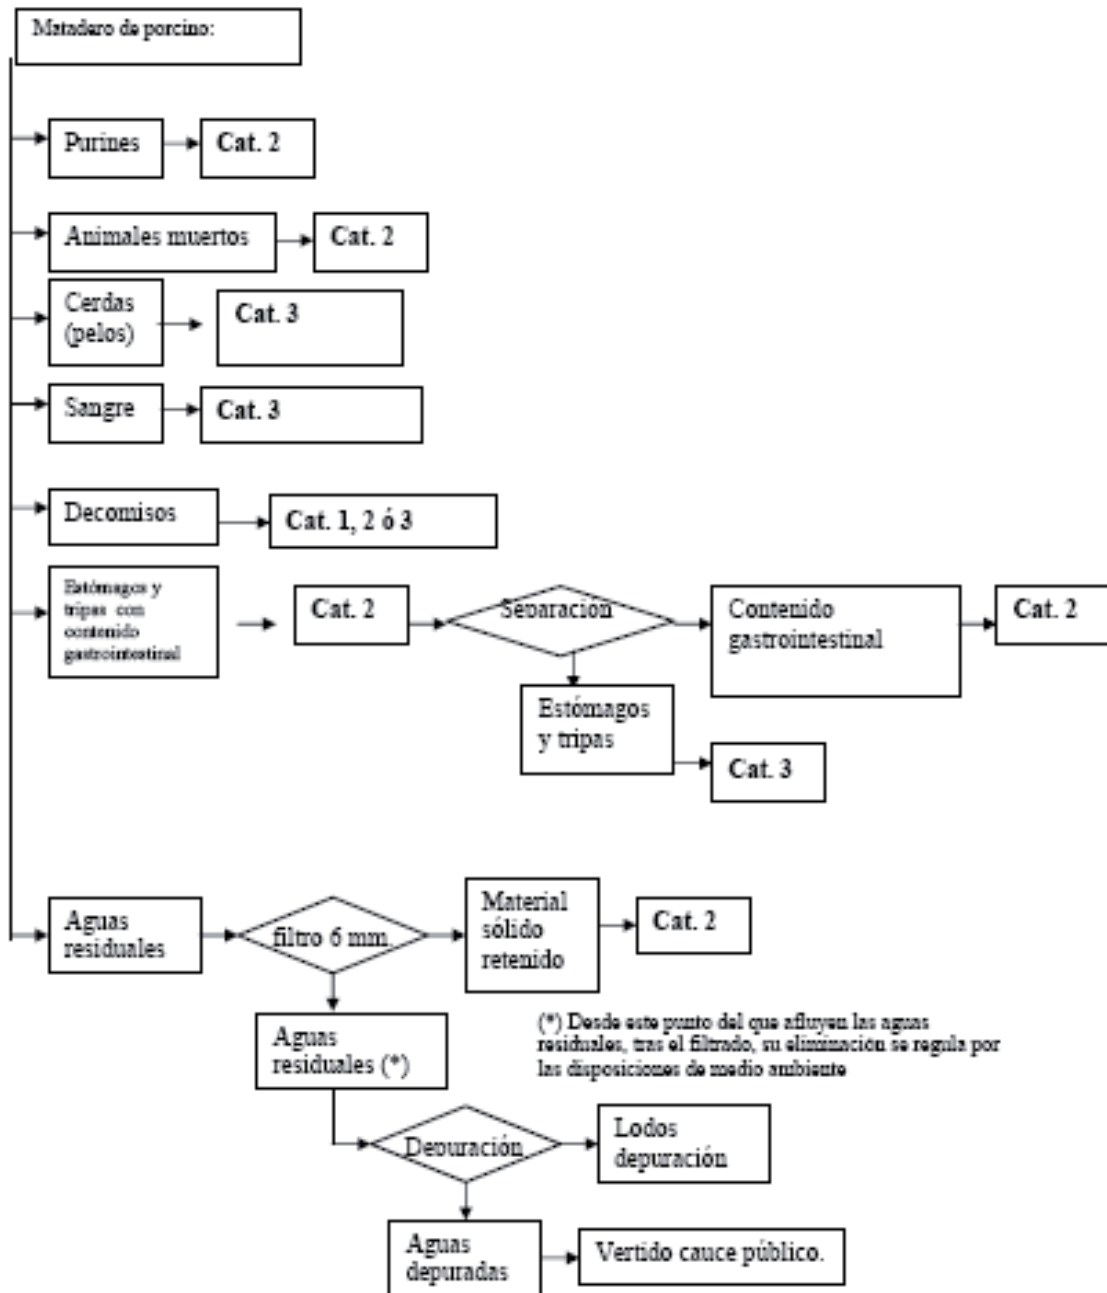 Matadero de porcino:
Purines
Cat. 2
Animales muertos
Cat. 2
Cerdas
(pelos)
Cat. 3
Sangre
Cat. 3
Decomisos
Cat. 1, 2 ó 3
Estómagos y
tripas con
contenido
gastrointestinal
Cat. 2
Separación
Contenido
gastrointestinal
Cat. 2
Estómagos
y tripas
Cat. 3
Aguas
residuales
filtro 6 mm.
Material
sólido
retenido
Cat. 2
Aguas
residuales (*)
(*) Desde este punto del que afluyen las aguas
residuales, tras el filtrado, su eliminación se regula por
las disposiciones de medio ambiente
Depuración
Lodos
depuración
Aguas
depuradas
Vertido cauce público.